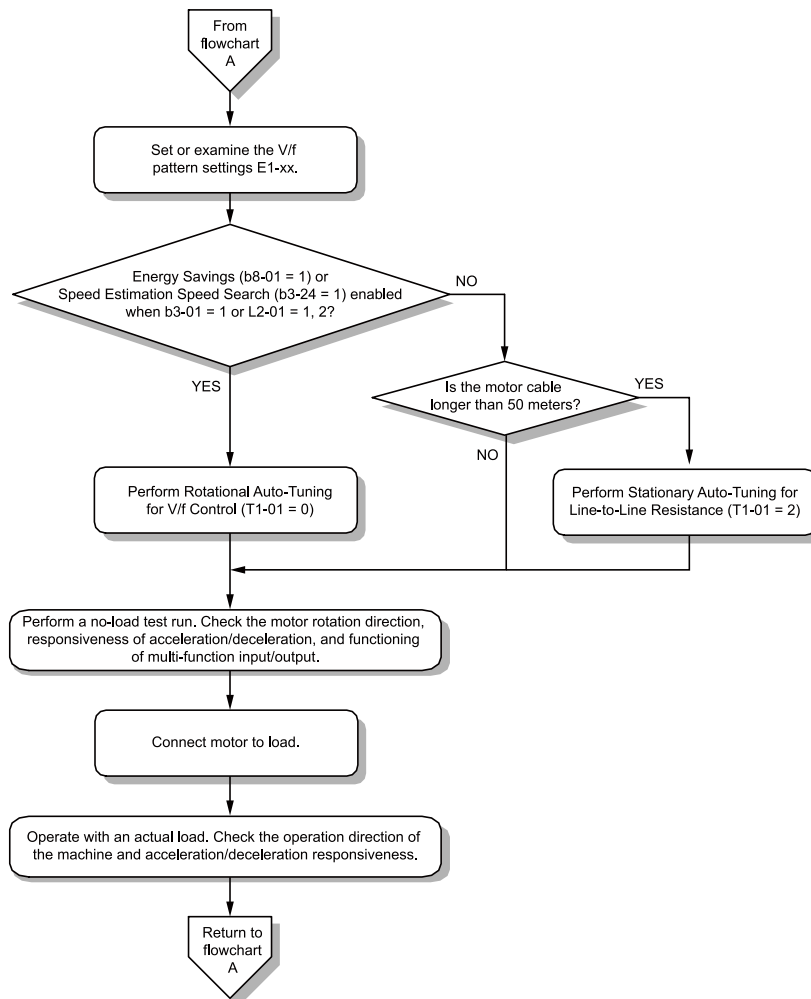 From
flowchart
A
Set or examine the V/f
pattern settings E1-xx.
Energy Savings (b8-01 = 1) or
Speed Estimation Speed Search (b3-24 = 1) enabled
when b3-01 = 1 or L2-01 = 1, 2?
NO
YES
Is the motor cable
longer than 50 meters?
YES
NO
Perform Rotational Auto-Tuning
for V/f Control (T1-01 = 0)
Perform Stationary Auto-Tuning for
Line-to-Line Resistance (T1-01 = 2)
Perform a no-load test run. Check the motor rotation direction,
responsiveness of acceleration/deceleration, and functioning
of multi-function input/output.
Connect motor to load.
Operate with an actual load. Check the operation direction of
the machine and acceleration/deceleration responsiveness.
Return to
flowchart
A